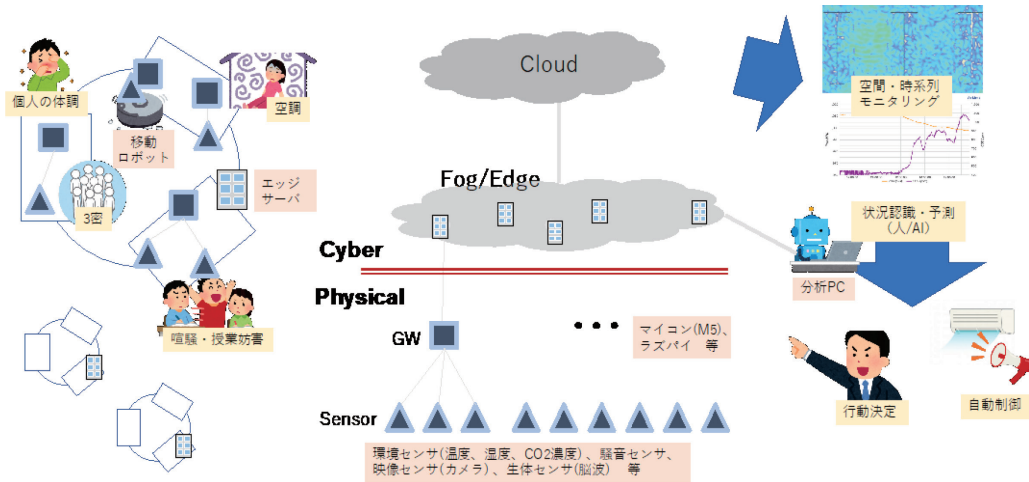 個人の体調
空調
移動
ロボット
3密
エッジ
サーバ
喧騒・授業妨害
Cloud
Fog/Edge
Cyber
Physical
GW
マイコン(M5)、
ラズパイ 等
Sensor
環境センサ(温度、湿度、CO2濃度)、騒音センサ、
映像センサ(カメラ)、生体センサ(脳波) 等
空間・時系列
モニタリング
状況認識・予測
(人/AI)
分析PC
行動決定
自動制御